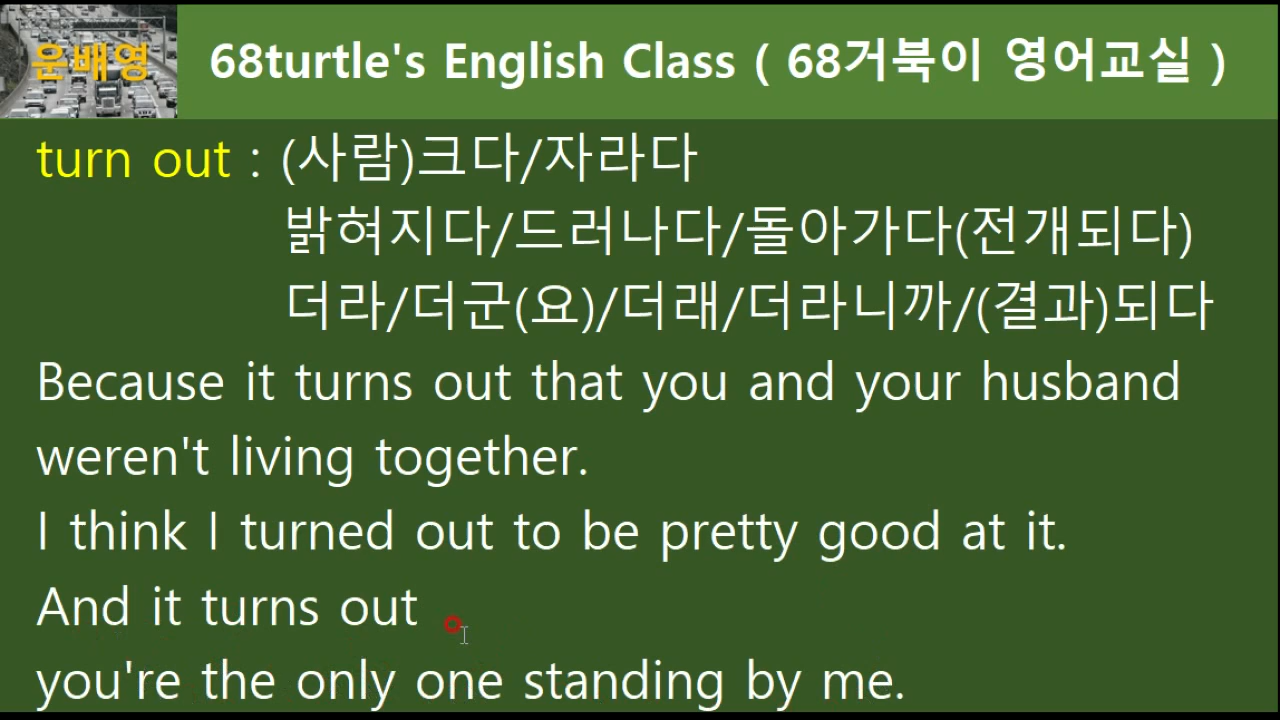 운배영
68turtle's English Class ( 68거북이 영어교실 )
turn out : (사람)크다/자라다
밝혀지다/드러나다/돌아가다(전개되다)
더라/더군(요)/더래/더라니까/(결과)되다
Because it turns out that you and your husband
weren't living together.
I think I turned out to be pretty good at it.
And it turns out
you're the only one standing by me.